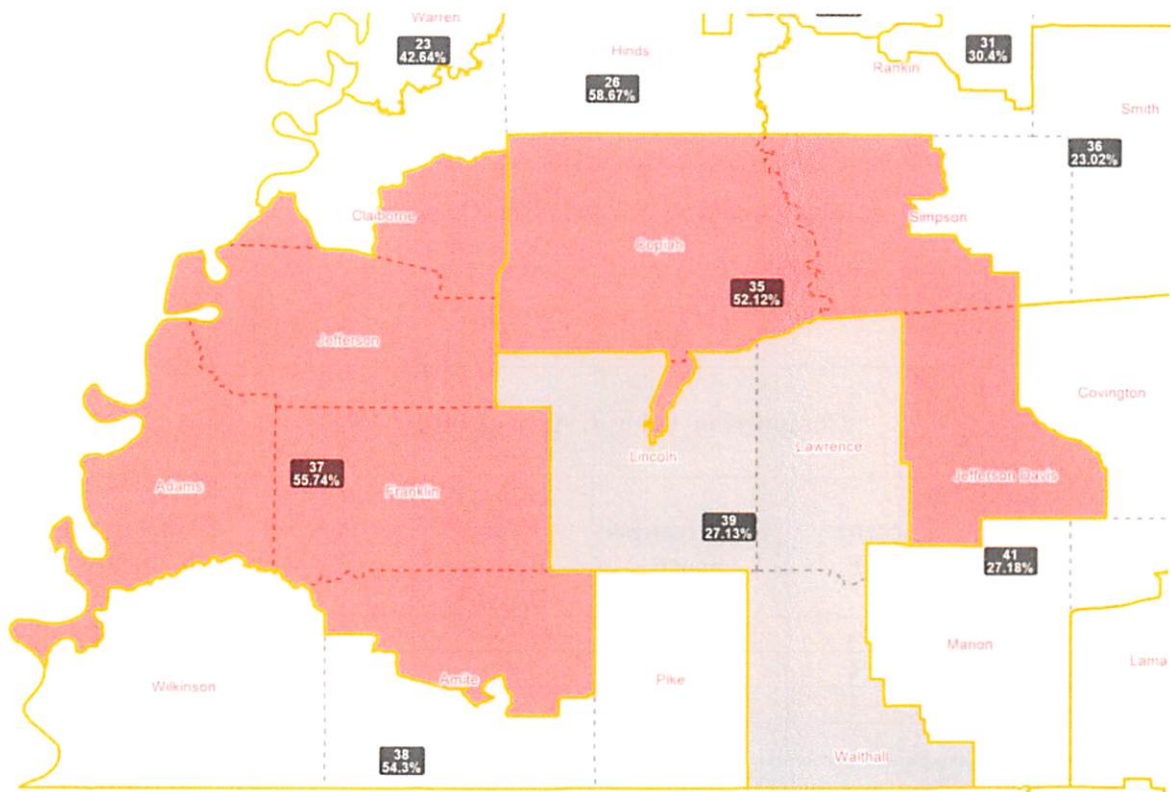 Warren
23
42.64%
Hinds
26
58.67%
31
30.4%
Rankin
Smith
36
23.02%
Claiborne
Copiah
Simpson
35
52.12%
Jefferson
Covington
Lincoln
Lawrence
37
55.74%
Adams
Franklin
Jefferson Davis
39
27.13%
41
27.18%
Wilkinson
Amite
Pike
Marion
Lama
38
54.3%
Walthall